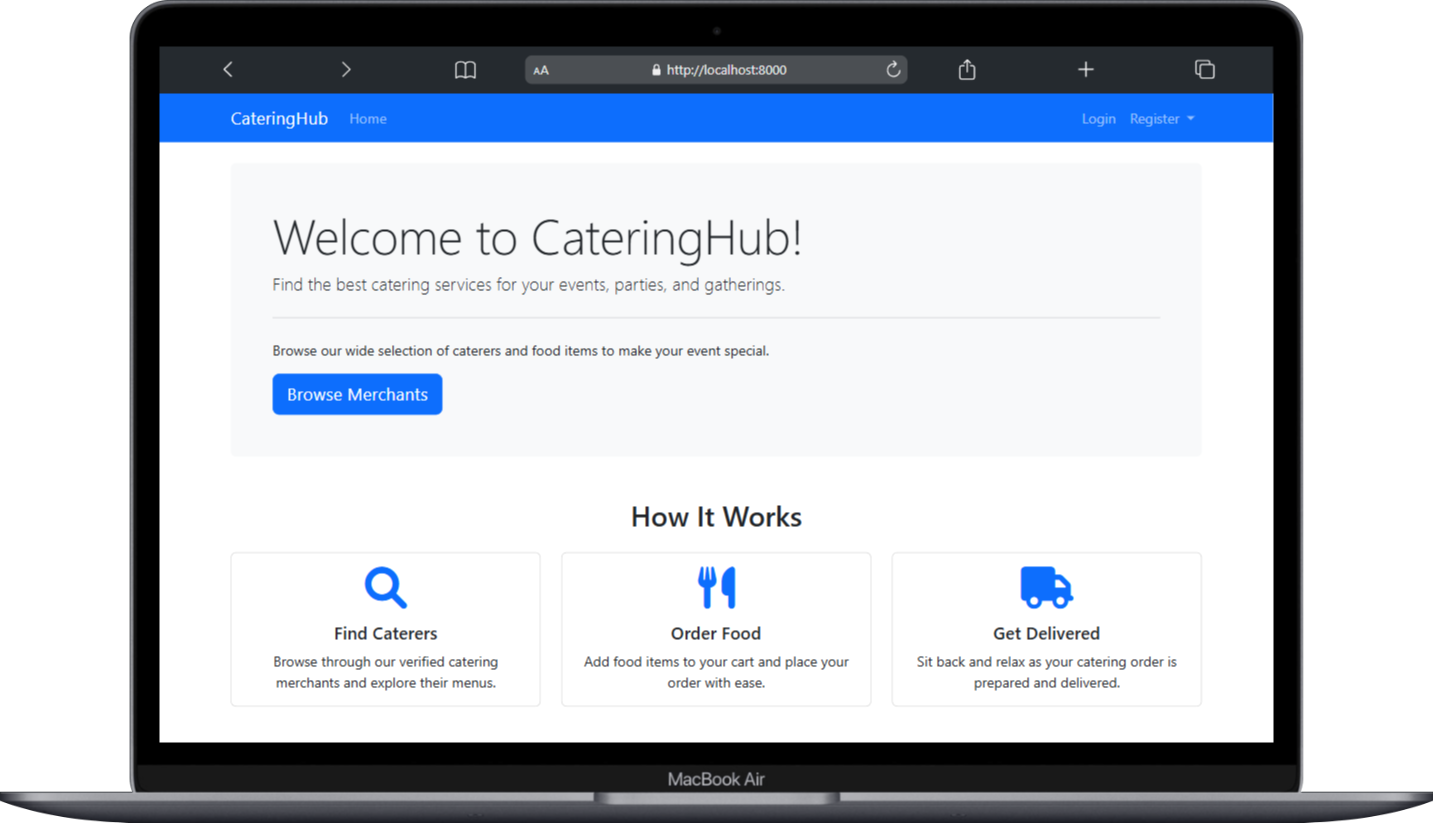 AA http://localhost:8000
CateringHub Home Login Register
Welcome to CateringHub!
Find the best catering services for your events, parties, and gatherings.
Browse our wide selection of caterers and food items to make your event special.
Browse Merchants
How It Works
Find Caterers
Browse through our verified catering
merchants and explore their menus.
Order Food
Add food items to your cart and place your
order with ease.
Get Delivered
Sit back and relax as your catering order is
prepared and delivered.
MacBook Air